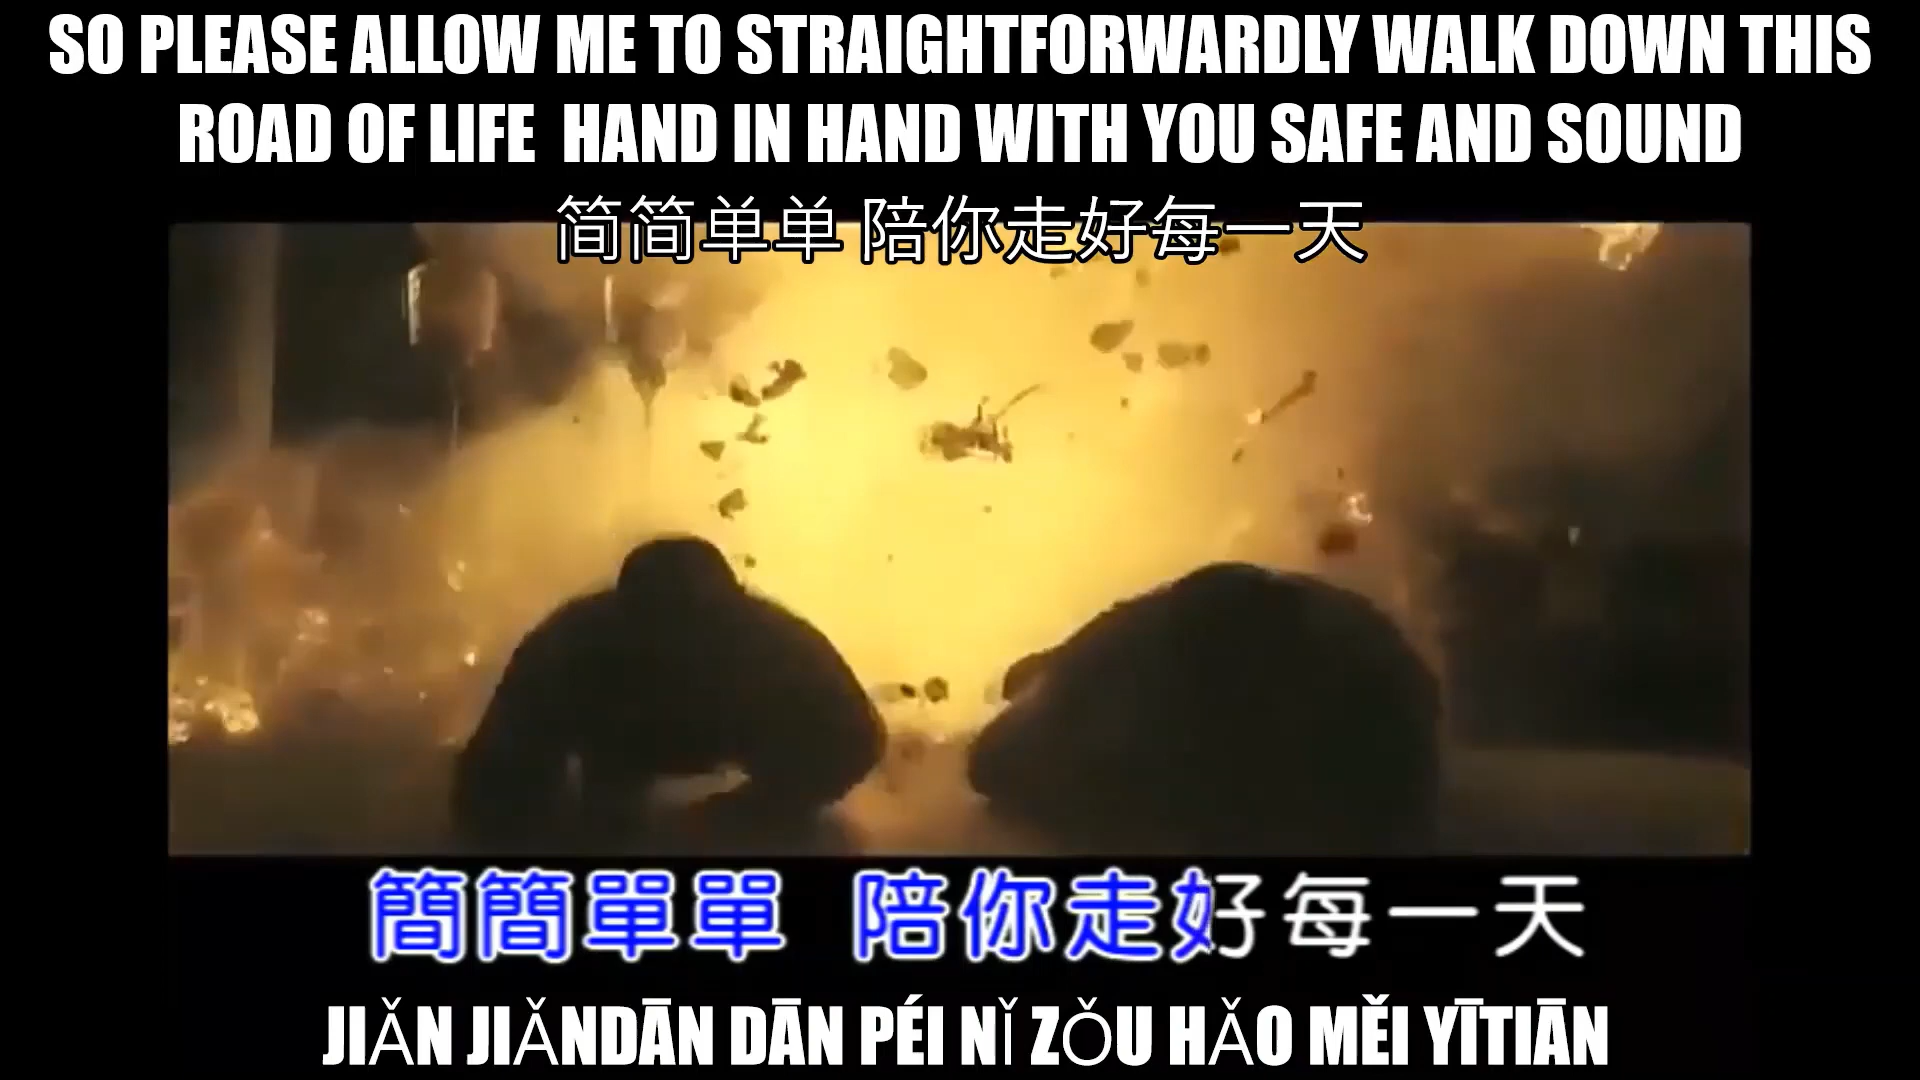 SO PLEASE ALLOW ME TO STRAIGHTFORWARDLY WALK DOWN THIS
ROAD OF LIFE  HAND IN HAND WITH YOU SAFE AND SOUND
简简单单 陪你走好每一天
簡簡單單 陪你走好每一天
JIǍN JIǍNDĀN DĀN PÉI NǏ ZǑU HǍO MĚI YĪTIĀN